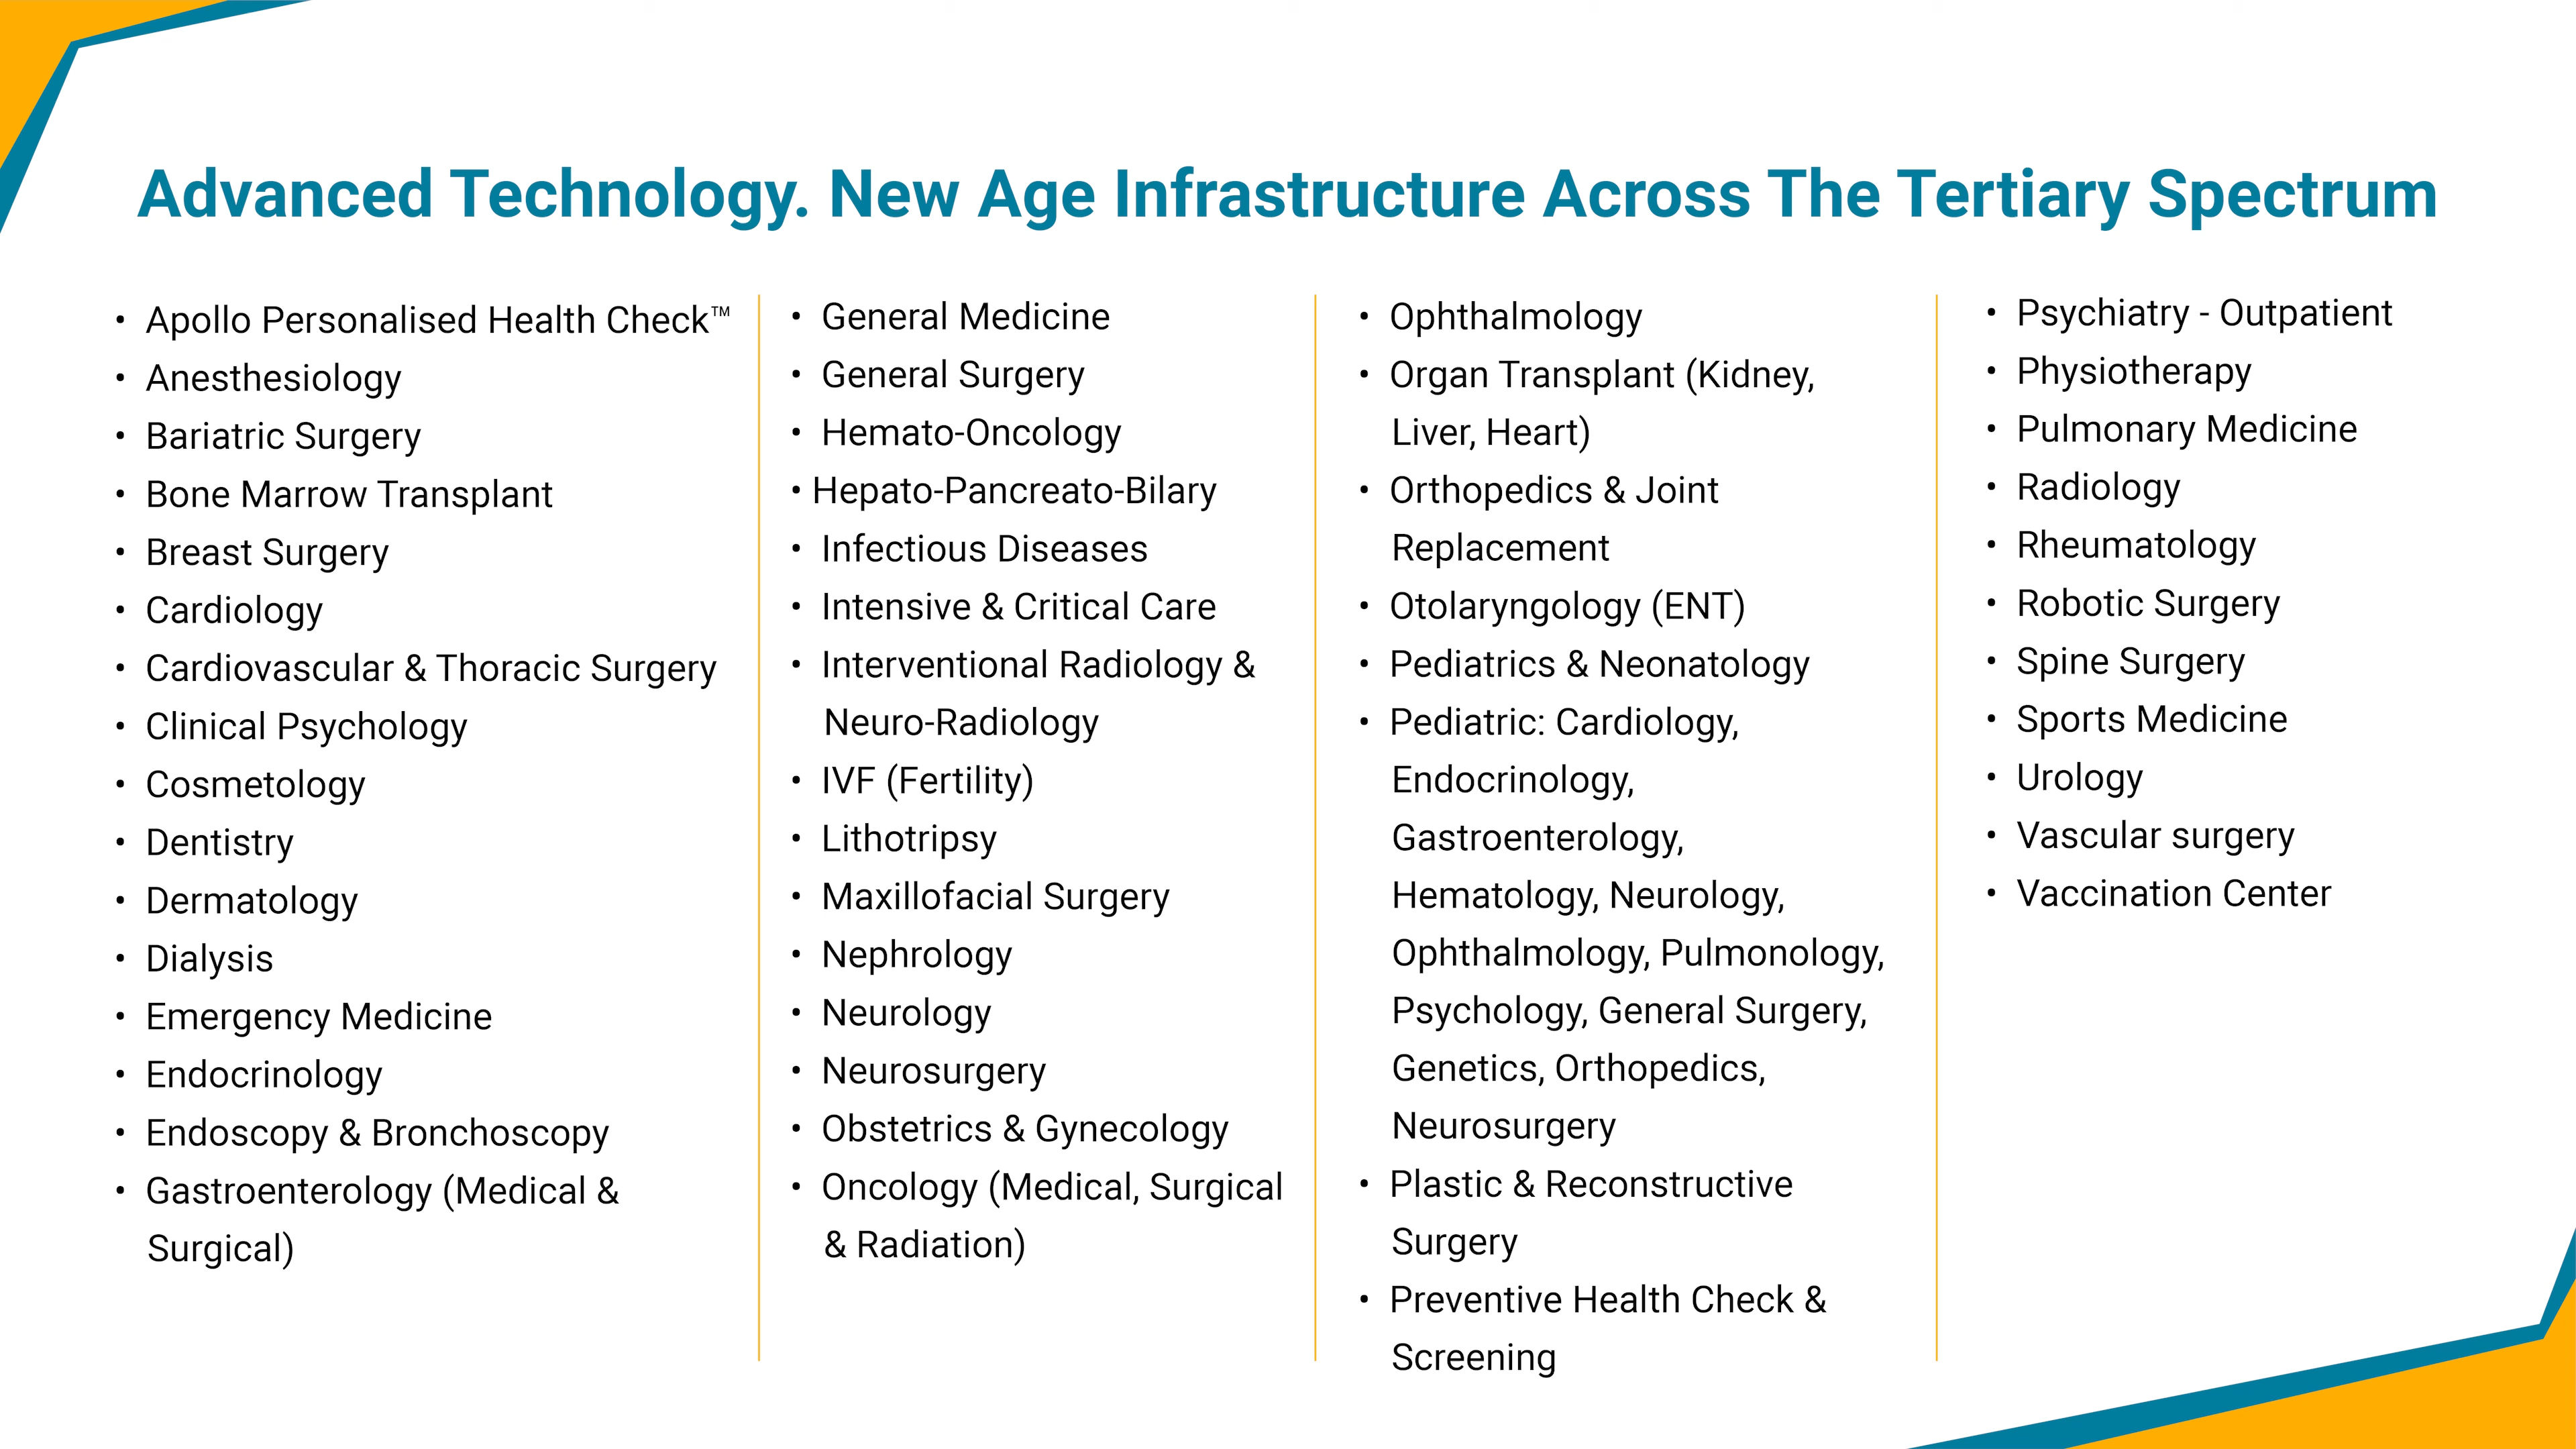 Advanced Technology. New Age Infrastructure Across The Tertiary Spectrum
• Apollo Personalised Health Check™
• Anesthesiology
• Bariatric Surgery
• Bone Marrow Transplant
• Breast Surgery
• Cardiology
• Cardiovascular & Thoracic Surgery
• Clinical Psychology
• Cosmetology
• Dentistry
• Dermatology
• Dialysis
• Emergency Medicine
• Endocrinology
• Endoscopy & Bronchoscopy
• Gastroenterology (Medical &
Surgical)
• General Medicine
• General Surgery
• Hemato-Oncology
• Hepato-Pancreato-Bilary
• Infectious Diseases
• Intensive & Critical Care
• Interventional Radiology &
Neuro-Radiology
• IVF (Fertility)
• Lithotripsy
• Maxillofacial Surgery
• Nephrology
• Neurology
• Neurosurgery
• Obstetrics & Gynecology
• Oncology (Medical, Surgical
& Radiation)
• Ophthalmology
• Organ Transplant (Kidney,
Liver, Heart)
• Orthopedics & Joint
Replacement
• Otolaryngology (ENT)
• Pediatrics & Neonatology
• Pediatric: Cardiology,
Endocrinology,
Gastroenterology,
Hematology, Neurology,
Ophthalmology, Pulmonology,
Psychology, General Surgery,
Genetics, Orthopedics,
Neurosurgery
• Plastic & Reconstructive
Surgery
• Preventive Health Check &
Screening
• Psychiatry - Outpatient
• Physiotherapy
• Pulmonary Medicine
• Radiology
• Rheumatology
• Robotic Surgery
• Spine Surgery
• Sports Medicine
• Urology
• Vascular surgery
• Vaccination Center